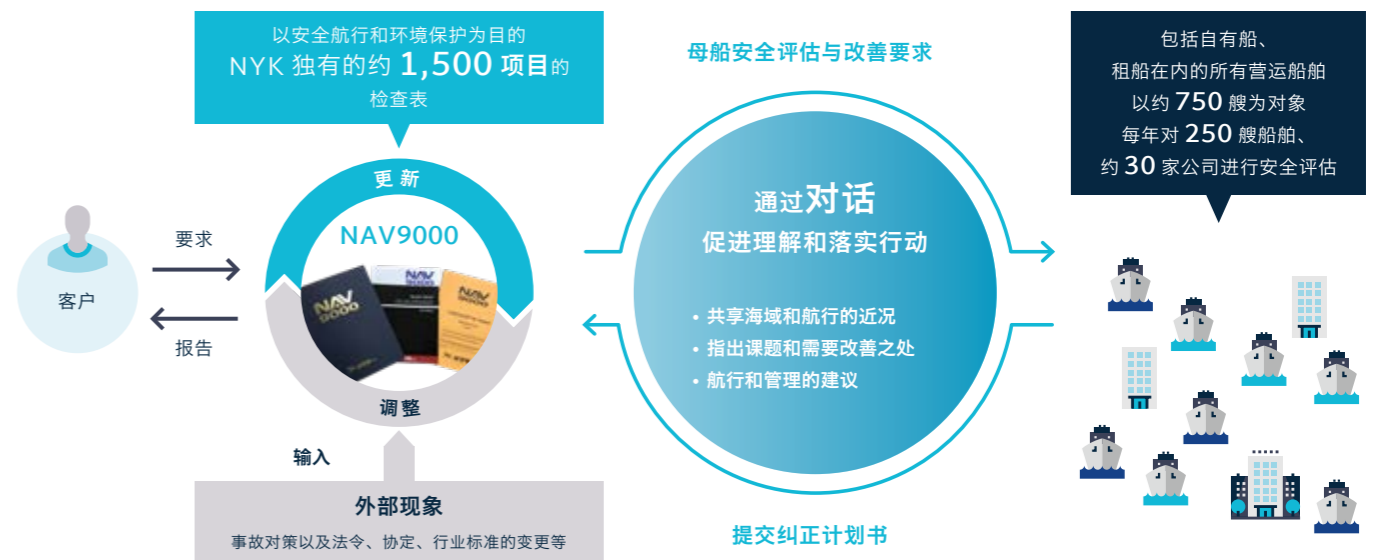 以安全航行和环境保护为目的
NYK 独有的约 1,500 项目的
检查表
更新
NAV9000
NAV
9000
NAV
9000
NAV
9000
调整
要求
客户
报告
输入
外部现象
事故对策以及法令、协定、行业标准的变更等
母船安全评估与改善要求
通过对话
促进理解和落实行动
• 共享海域和航行的近况
• 指出课题和需要改善之处
• 航行和管理的建议
提交纠正计划书
包括自有船、
租船在内的所有营运船舶
以约 750 艘为对象
每年对 250 艘船舶、
约 30 家公司进行安全评估